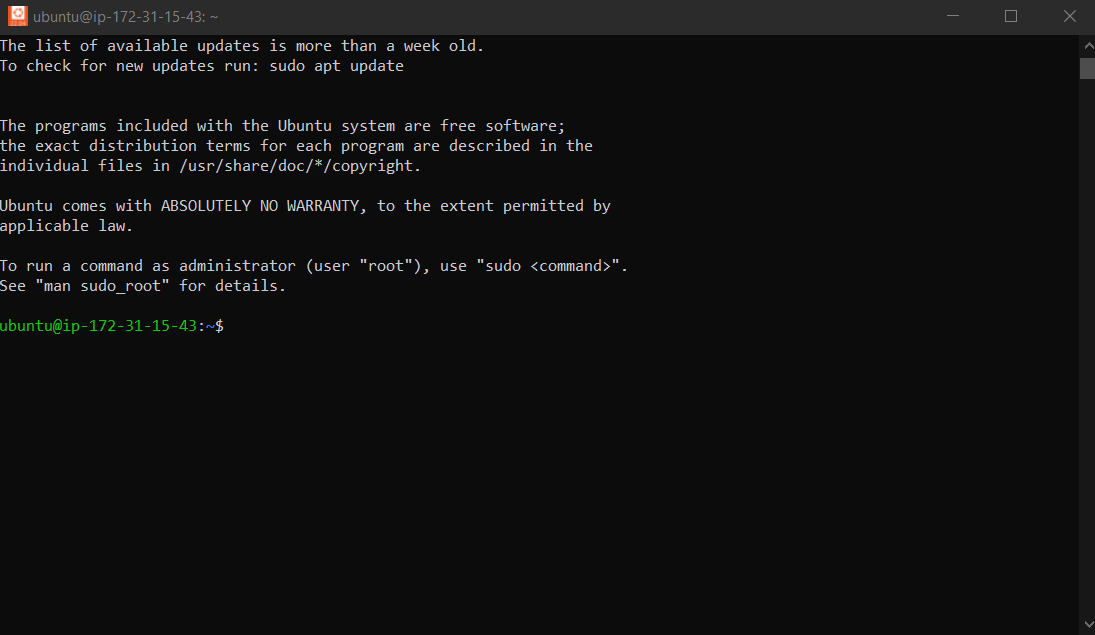 ubuntu@ip-172-31-15-43: ~
The list of available updates is more than a week old.
To check for new updates run: sudo apt update
The programs included with the Ubuntu system are free software;
the exact distribution terms for each program are described in the
individual files in /usr/share/doc/*/copyright.
Ubuntu comes with ABSOLUTELY NO WARRANTY, to the extent permitted by
applicable law.
To run a command as administrator (user "root"), use "sudo <command>".
See "man sudo_root" for details.
ubuntu@ip-172-31-15-43:~$